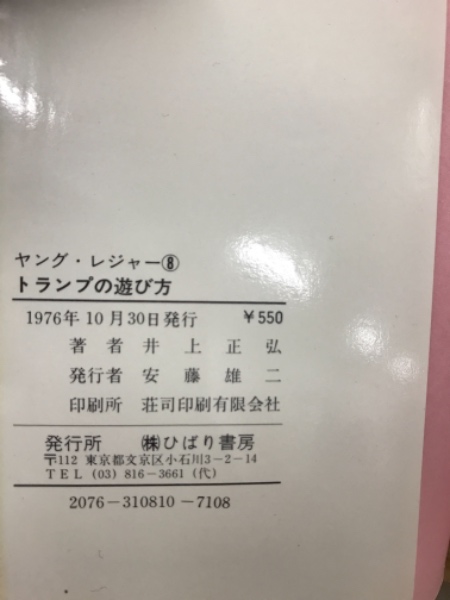 ヤング・レジャー⑧
トランプの遊び方
1976年10月30日発行 ¥550
著者 井上正弘
発行者 安藤雄二
印刷所 荘司印刷有限会社
発行所 ㈱ひばり書房
〒112 東京都文京区小石川3-2-14
TEL (03) 816-3661 (代)
2076-310810-7108